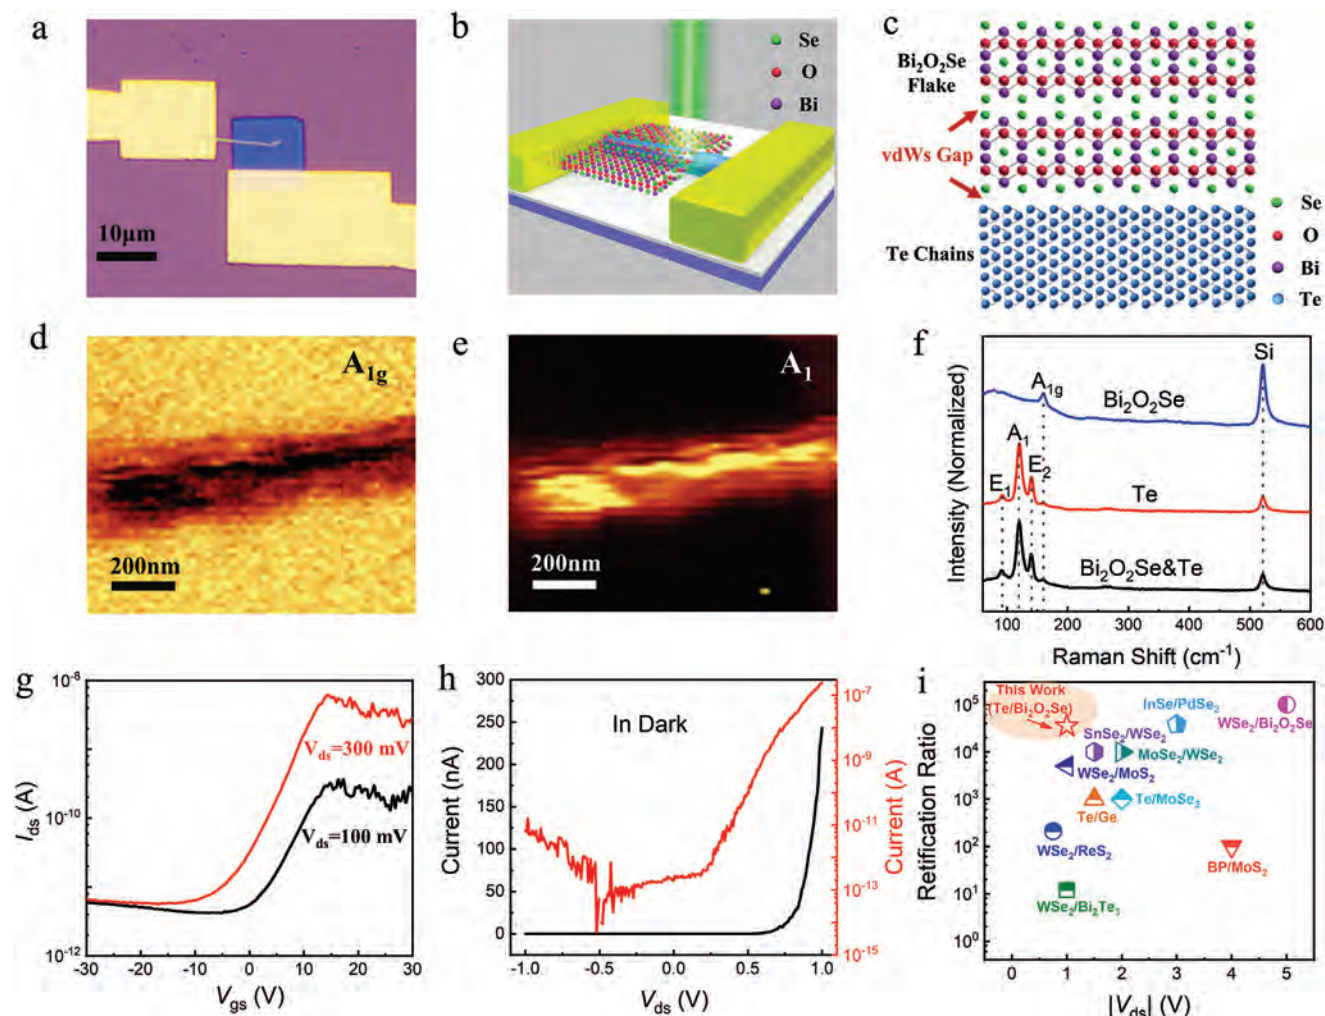 a
10μm
b
Se
O
Bi
c
Bi₂O₂Se
Flake
vdWs Gap
Te Chains
Se
O
Bi
Te
d
A₁g
200nm
e
A₁
200nm
f
Intensity (Normalized)
Si
A₁g
Bi₂O₂Se
A₁
E₁
E₂
Te
Bi₂O₂Se&Te
100 200 300 400 500 600
Raman Shift (cm⁻¹)
g
Ids (A)
10⁻⁸
10⁻¹⁰
10⁻¹²
Vds=300 mV
Vds=100 mV
-30 -20 -10 0 10 20 30
Vgs (V)
h
Current (nA)
300
250
200
150
100
50
0
In Dark
10⁻⁷
10⁻⁹
10⁻¹¹
10⁻¹³
10⁻¹⁵
Current (A)
-1.0 -0.5 0.0 0.5 1.0
Vds (V)
i
Retification Ratio
10⁵
10⁴
10³
10²
10¹
10⁰
This Work
(Te/Bi₂O₂Se)
InSe/PdSe₂
WSe₂/Bi₂O₂Se
SnSe₂/WSe₂
MoSe₂/WSe₂
WSe₂/MoS₂
Te/MoSe₂
Te/Ge
WSe₂/ReS₂
BP/MoS₂
WSe₂/Bi₂Te₃
0 1 2 3 4 5
|Vds| (V)